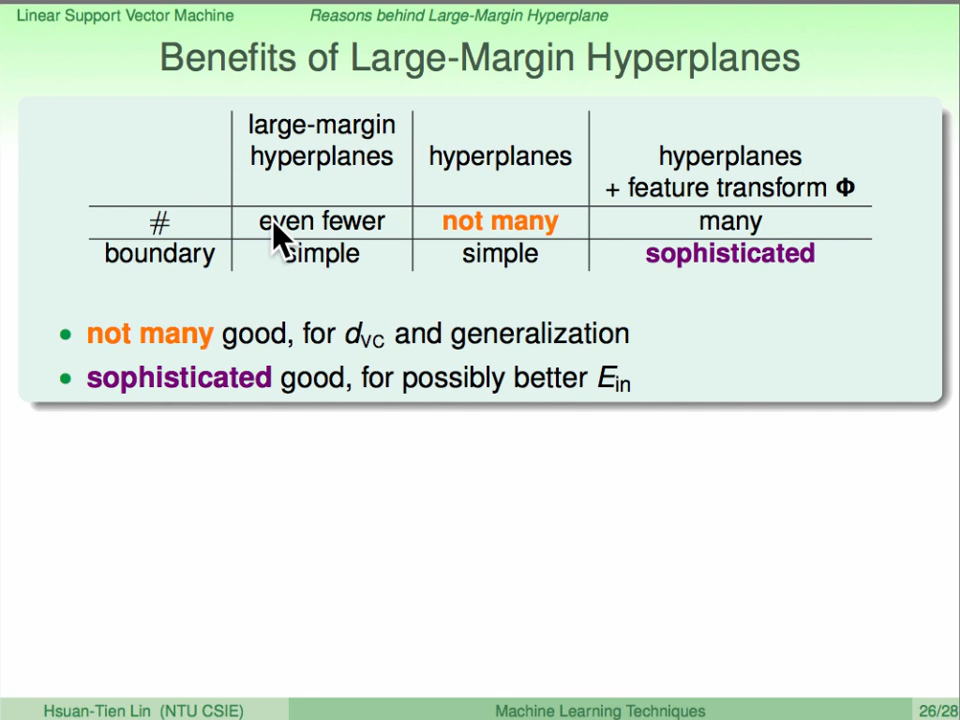 Linear Support Vector Machine Reasons behind Large-Margin Hyperplane
Benefits of Large-Margin Hyperplanes
large-margin
hyperplanes hyperplanes hyperplanes
+ feature transform Φ
# even fewer not many many
boundary simple simple sophisticated
• not many good, for dVC and generalization
• sophisticated good, for possibly better Ein
Hsuan-Tien Lin (NTU CSIE) Machine Learning Techniques 26/28